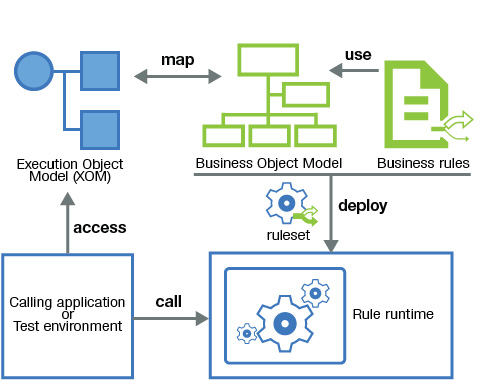 map
use
Execution Object
Model (XOM)
Business Object Model
Business rules
access
ruleset
deploy
Calling application
or
Test environment
call
Rule runtime